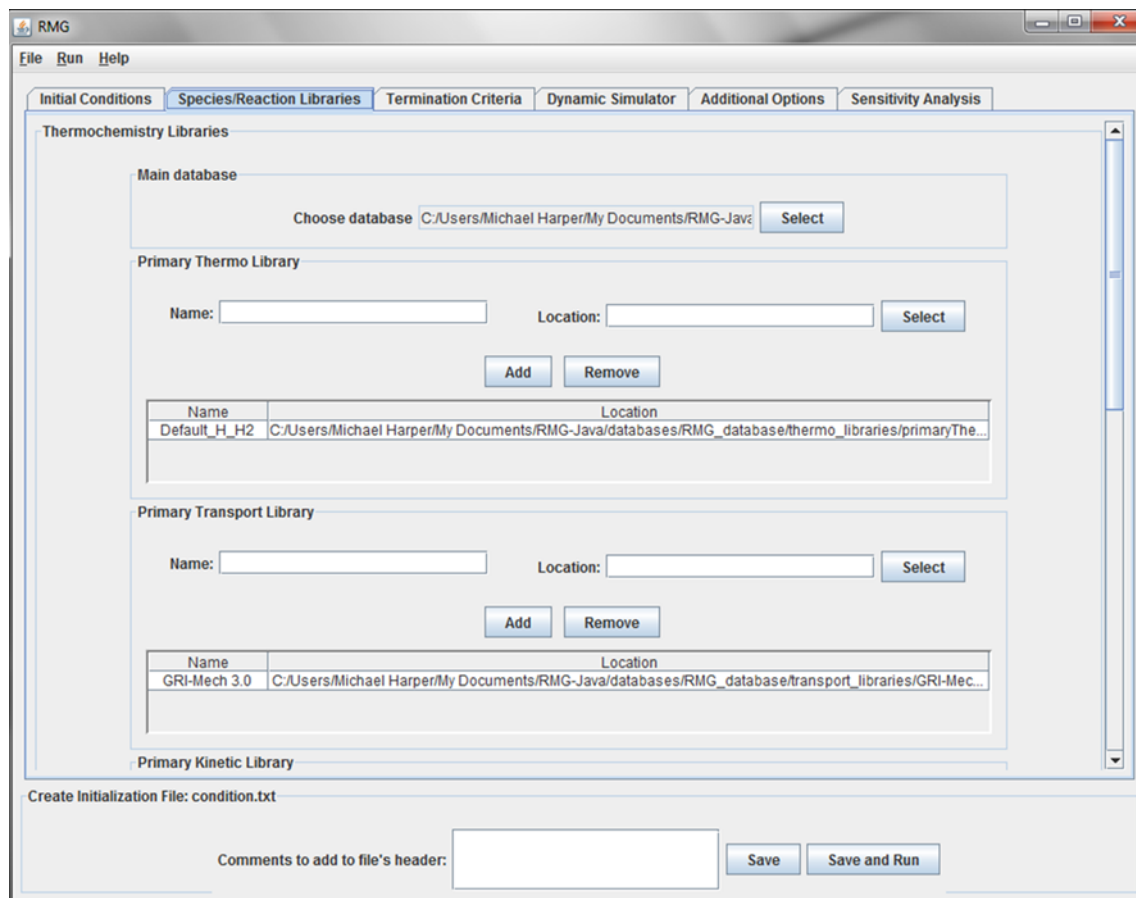 RMG
File Run Help
Initial Conditions Species/Reaction Libraries Termination Criteria Dynamic Simulator Additional Options Sensitivity Analysis
Thermochemistry Libraries
Main database
Choose database C:/Users/Michael Harper/My Documents/RMG-Java Select
Primary Thermo Library
Name: Location: Select
Add Remove
Name Location
Default_H_H2 C:/Users/Michael Harper/My Documents/RMG-Java/databases/RMG_database/thermo_libraries/primaryThe...
Primary Transport Library
Name: Location: Select
Add Remove
Name Location
GRI-Mech 3.0 C:/Users/Michael Harper/My Documents/RMG-Java/databases/RMG_database/transport_libraries/GRI-Mec...
Primary Kinetic Library
Create Initialization File: condition.txt
Comments to add to file's header: Save Save and Run